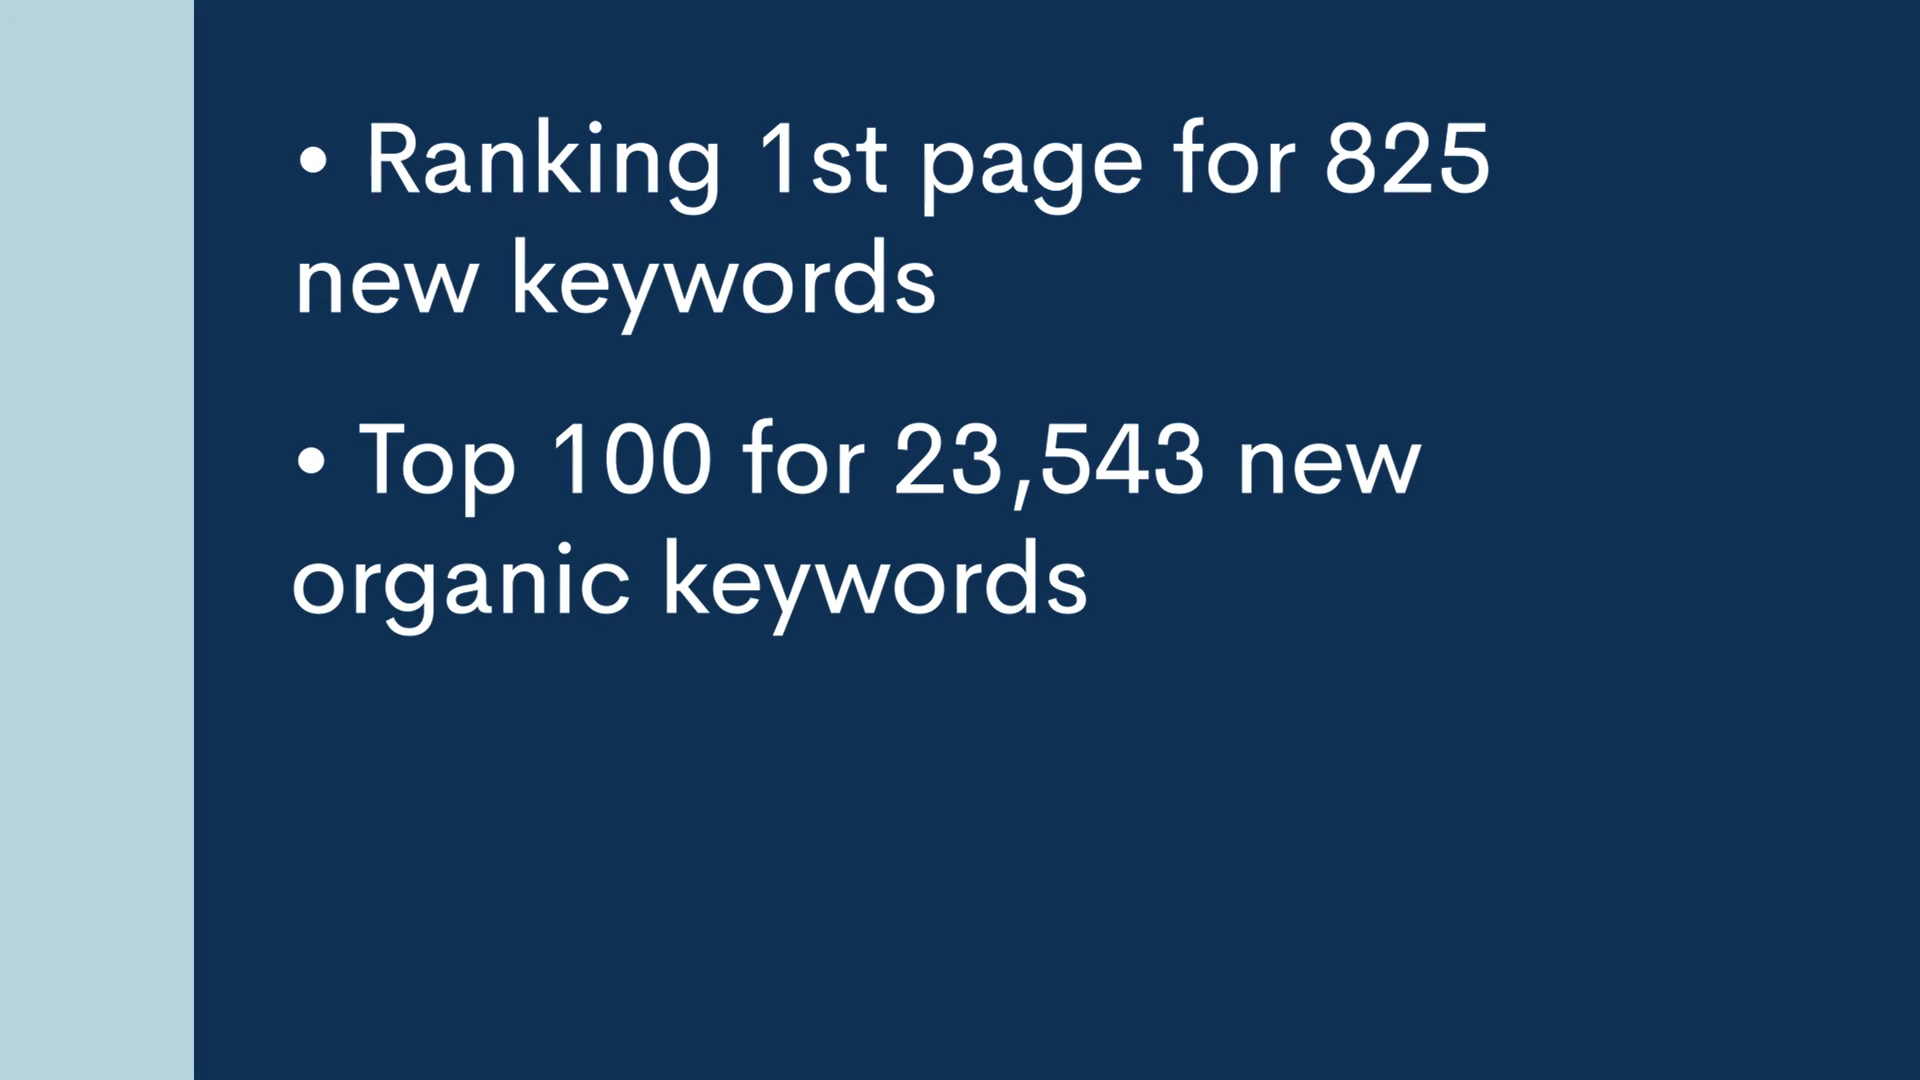 • Ranking 1st page for 825
new keywords
• Top 100 for 23,543 new
organic keywords